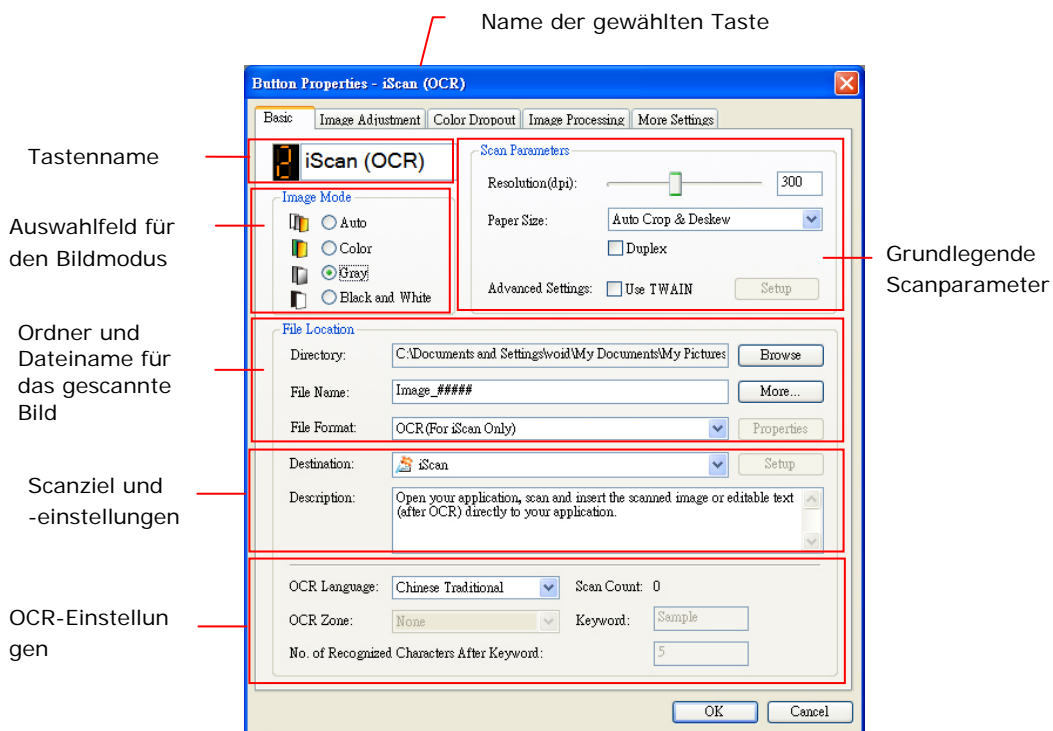 Name der gewählten Taste
Button Properties - iScan (OCR)
Basic Image Adjustment Color Dropout Image Processing More Settings
Tastenname
2 iScan (OCR)
Auswahlfeld für
den Bildmodus
Image Mode
Auto
Color
Gray
Black and White
Scan Parameters
Resolution(dpi): 300
Paper Size: Auto Crop & Deskew
Duplex
Advanced Settings: Use TWAIN Setup
Grundlegende
Scanparameter
Ordner und
Dateiname für
das gescannte
Bild
File Location
Directory: C:\Documents and Settings\void\My Documents\My Pictures Browse
File Name: Image_##### More...
File Format: OCR(For iScan Only) Properties
Scanziel und
-einstellungen
Destination: iScan Setup
Description: Open your application, scan and insert the scanned image or editable text
(after OCR) directly to your application.
OCR-Einstellun
gen
OCR Language: Chinese Traditional Scan Count: 0
OCR Zone: None Keyword: Sample
No. of Recognized Characters After Keyword: 5
OK Cancel